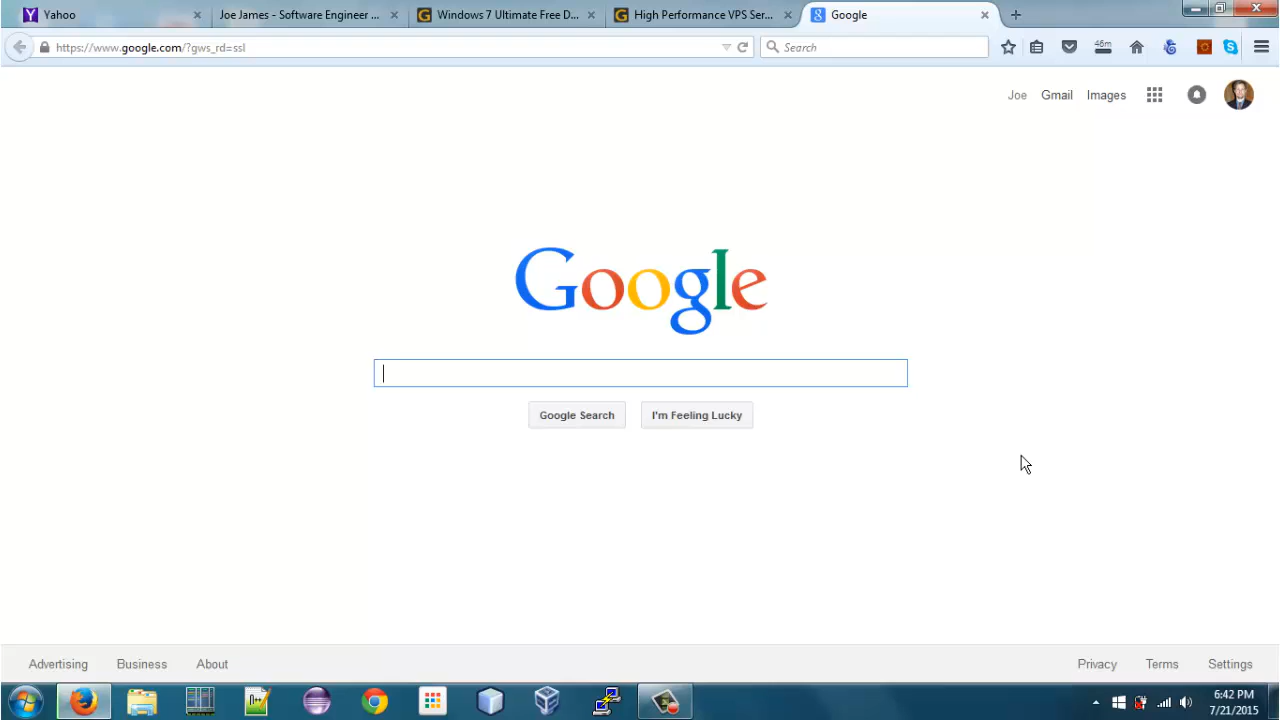 Yahoo
Joe James - Software Engineer ...
Windows 7 Ultimate Free D...
High Performance VPS Ser...
Google
https://www.google.com/?gws_rd=ssl
Search
46m
Joe
Gmail
Images
Google
Google Search
I'm Feeling Lucky
Advertising
Business
About
Privacy
Terms
Settings
6:42 PM
7/21/2015